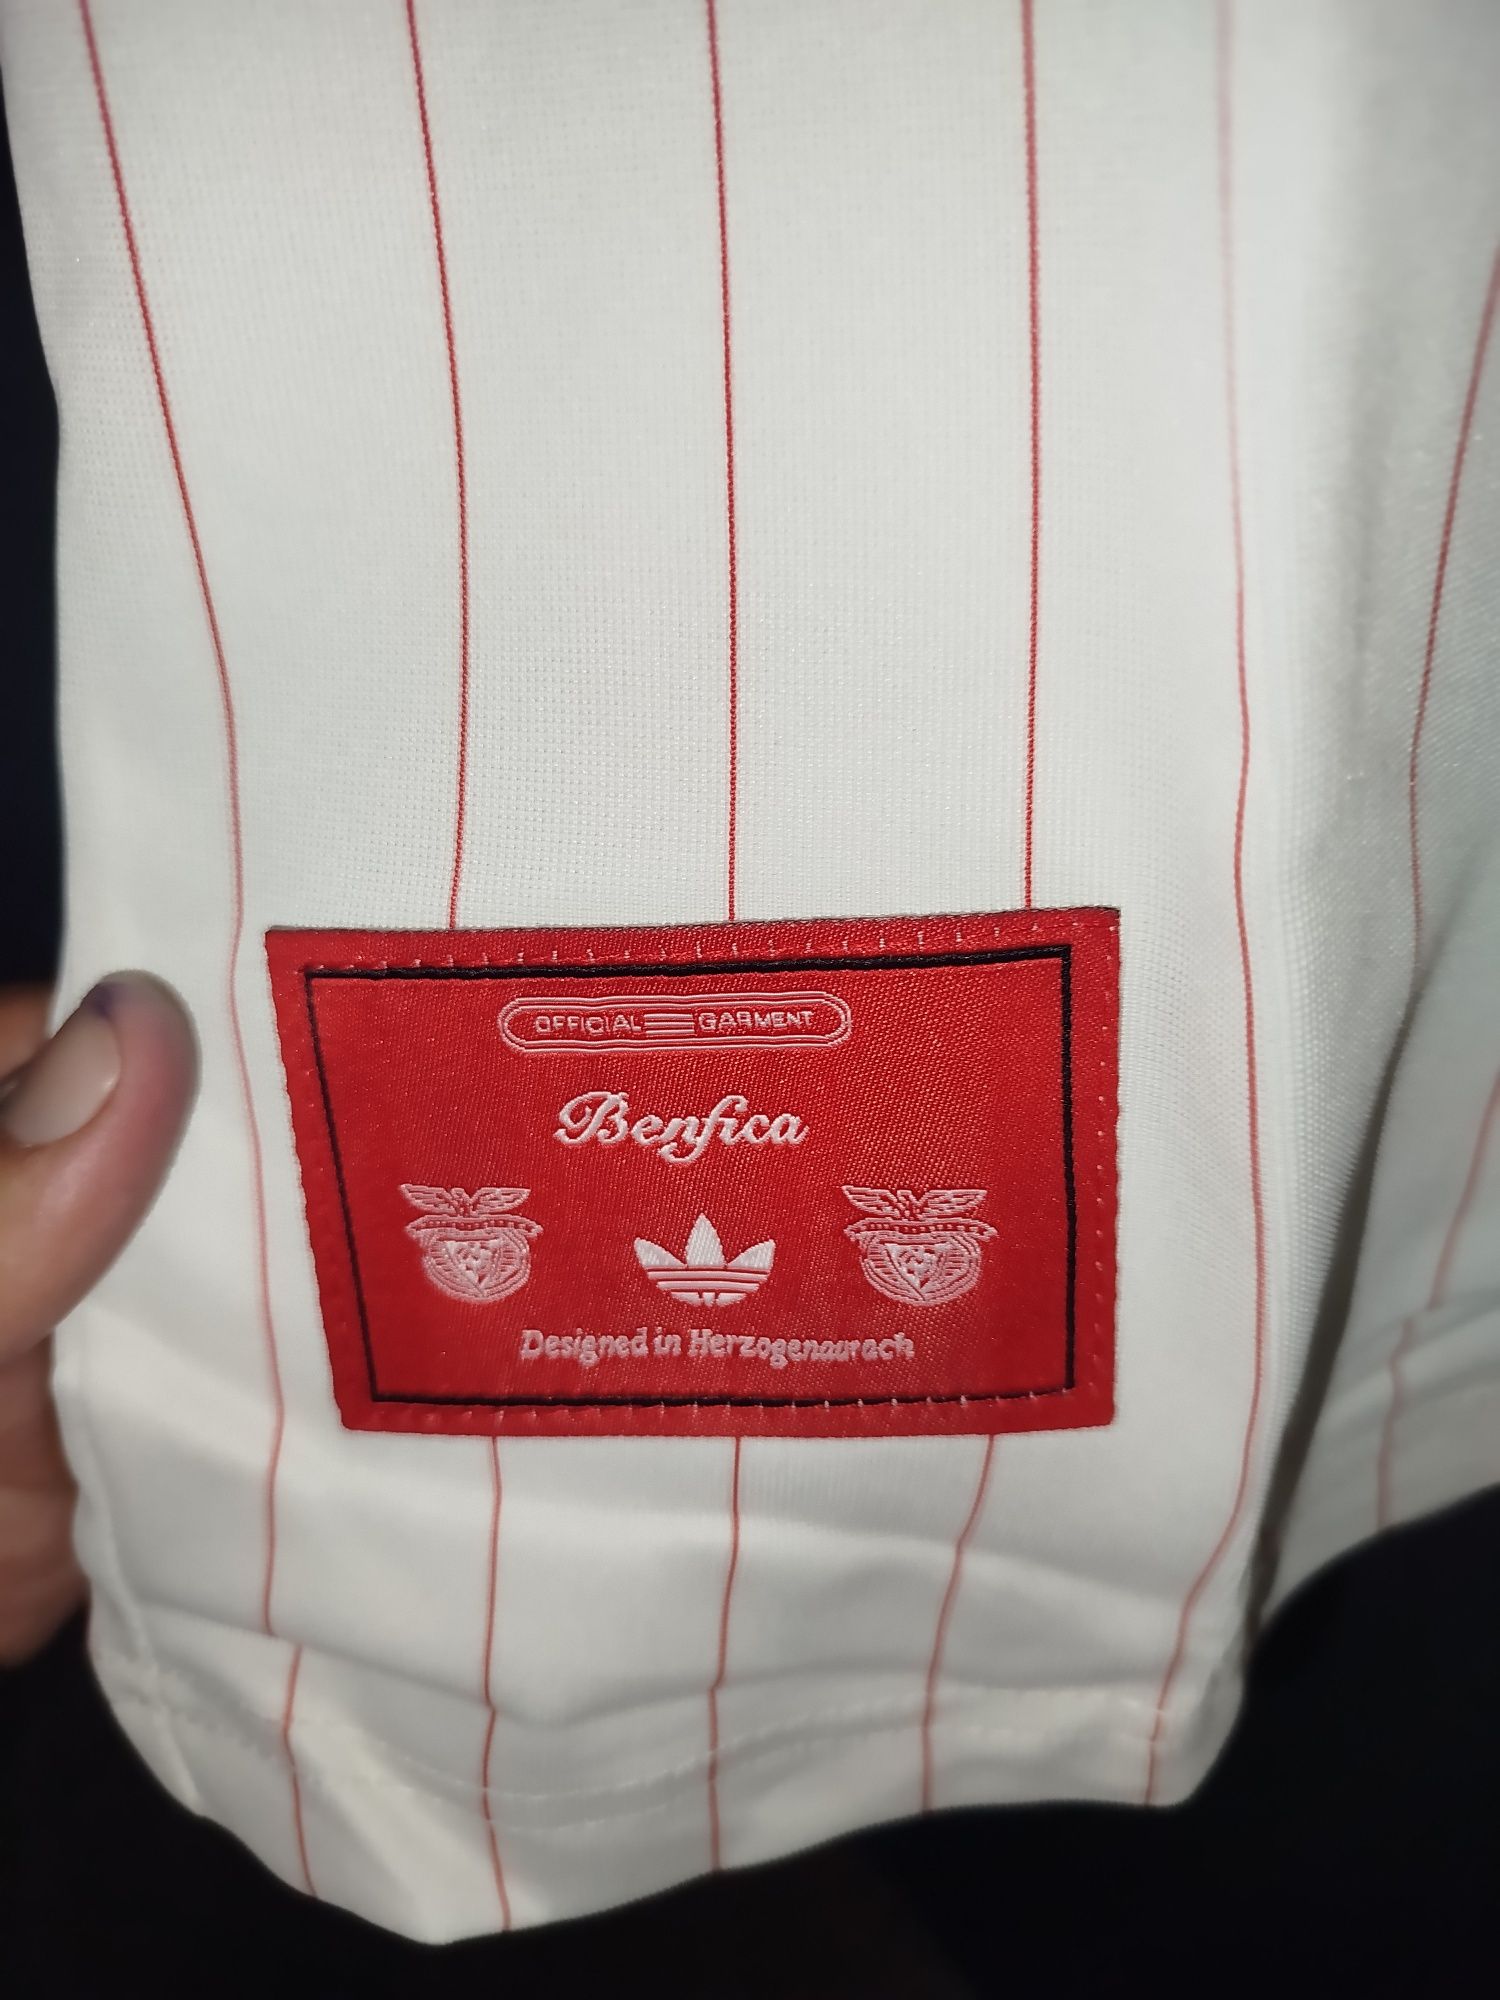 OFFICIAL GARMENT
Benfica
Designed in Herzogenaurach